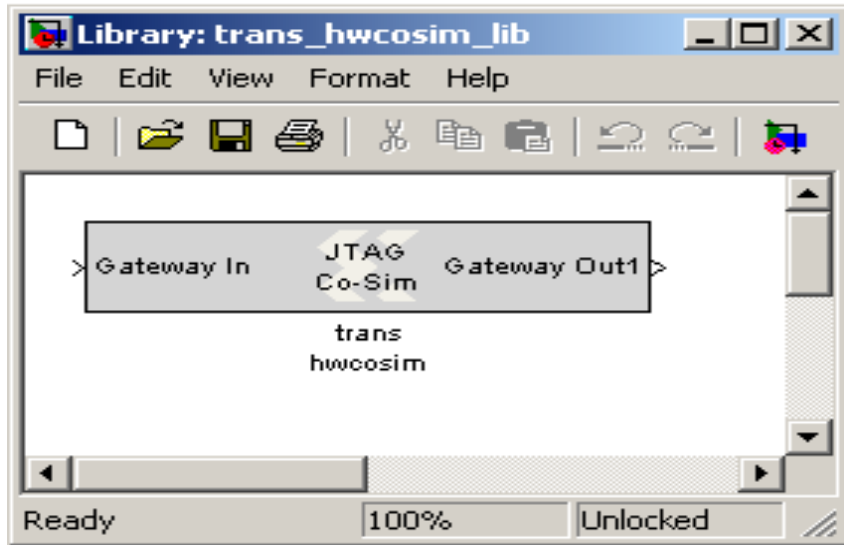 Library: trans_hwcosim_lib
File Edit View Format Help
JTAG
Gateway In Gateway Out1
Co-Sim
trans
hwcosim
Ready 100% Unlocked